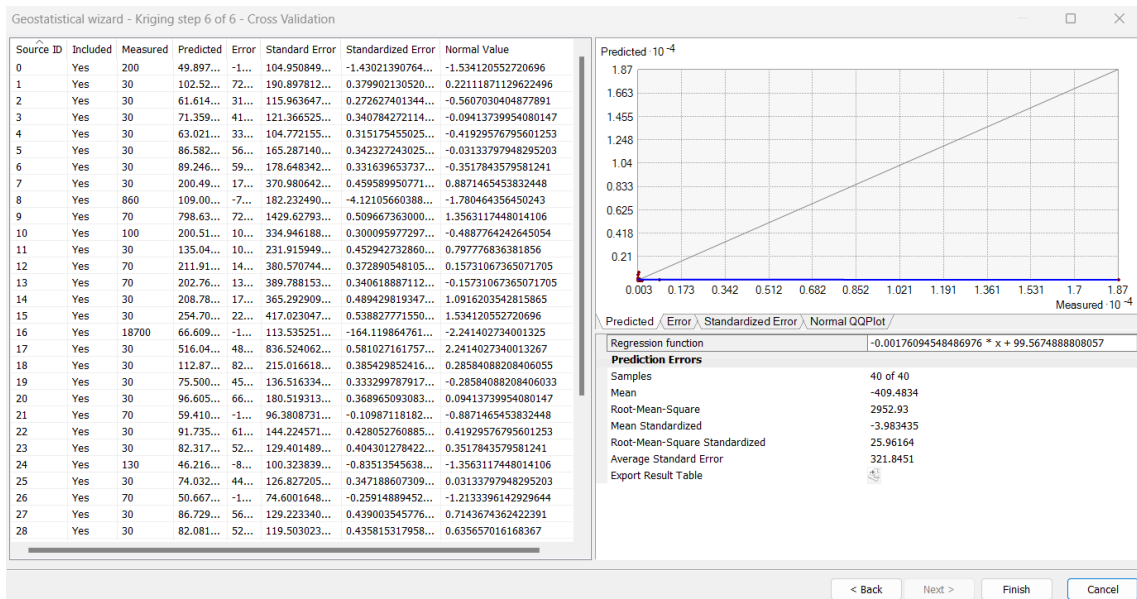 Geostatistical wizard - Kriging step 6 of 6 - Cross Validation
Source ID Included Measured Predicted Error Standard Error Standardized Error Normal Value
0 Yes 200 49.897... -1... 104.950849... -1.43021390764... -1.534120552720696
1 Yes 30 102.52... 72... 190.897812... 0.379902130520... 0.22111871129622496
2 Yes 30 61.614... 31... 115.963647... 0.272627401344... -0.5607030404877891
3 Yes 30 71.359... 41... 121.366525... 0.340784272114... -0.09413739954080147
4 Yes 30 63.021... 33... 104.772155... 0.315175455025... -0.41929576795601253
5 Yes 30 86.582... 56... 165.287140... 0.342327243025... -0.03133797948295203
6 Yes 30 89.246... 59... 178.648342... 0.331639653737... -0.3517843579581241
7 Yes 30 200.49... 17... 370.980642... 0.459589950771... 0.8871465453832448
8 Yes 860 109.00... -7... 182.232490... -4.12105660388... -1.780464356450243
9 Yes 70 798.63... 72... 1429.62793... 0.509667363000... 1.3563117448014106
10 Yes 100 200.51... 10... 334.946188... 0.300095977297... -0.4887764242645054
11 Yes 30 135.04... 10... 231.915949... 0.452942732860... 0.797776836381856
12 Yes 70 211.91... 14... 380.570744... 0.372890548105... 0.15731067365071705
13 Yes 70 202.76... 13... 389.788153... 0.340618887112... -0.15731067365071705
14 Yes 30 208.78... 17... 365.292909... 0.489429819347... 1.0916203542815865
15 Yes 30 254.70... 22... 417.023047... 0.538827771550... 1.534120552720696
16 Yes 18700 66.609... -1... 113.535251... -164.119864761... -2.241402734001325
17 Yes 30 516.04... 48... 836.524062... 0.581027161757... 2.2414027340013267
18 Yes 30 112.87... 82... 215.016618... 0.385429852416... 0.28584088208406055
19 Yes 30 75.500... 45... 136.516334... 0.333299787917... -0.28584088208406033
20 Yes 30 96.605... 66... 180.519313... 0.368965093083... 0.09413739954080147
21 Yes 70 59.410... -1... 96.3808731... -0.10987118182... -0.8871465453832448
22 Yes 30 91.735... 61... 144.224571... 0.428052760885... 0.41929576795601253
23 Yes 30 82.317... 52... 129.401489... 0.404301278422... 0.3517843579581241
24 Yes 130 46.216... -8... 100.323839... -0.83513545638... -1.3563117448014106
25 Yes 30 74.032... 44... 126.827205... 0.347188607309... 0.03133797948295203
26 Yes 70 50.667... -1... 74.6001648... -0.25914889452... -1.2133396142929644
27 Yes 30 86.729... 56... 129.223340... 0.439003545776... 0.7143674362422391
28 Yes 30 82.081... 52... 119.503023... 0.435815317958... 0.635657016168367
Predicted ·10 -4
1.87
1.663
1.455
1.248
1.04
0.833
0.625
0.418
0.21
0.003 0.173 0.342 0.512 0.682 0.852 1.021 1.191 1.361 1.531 1.7 1.87
Measured ·10 -4
Predicted Error Standardized Error Normal QQPlot
Regression function -0.00176094548486976 * x + 99.5674888808057
Prediction Errors
Samples 40 of 40
Mean -409.4834
Root-Mean-Square 2952.93
Mean Standardized -3.983435
Root-Mean-Square Standardized 25.96164
Average Standard Error 321.8451
Export Result Table
< Back Next > Finish Cancel